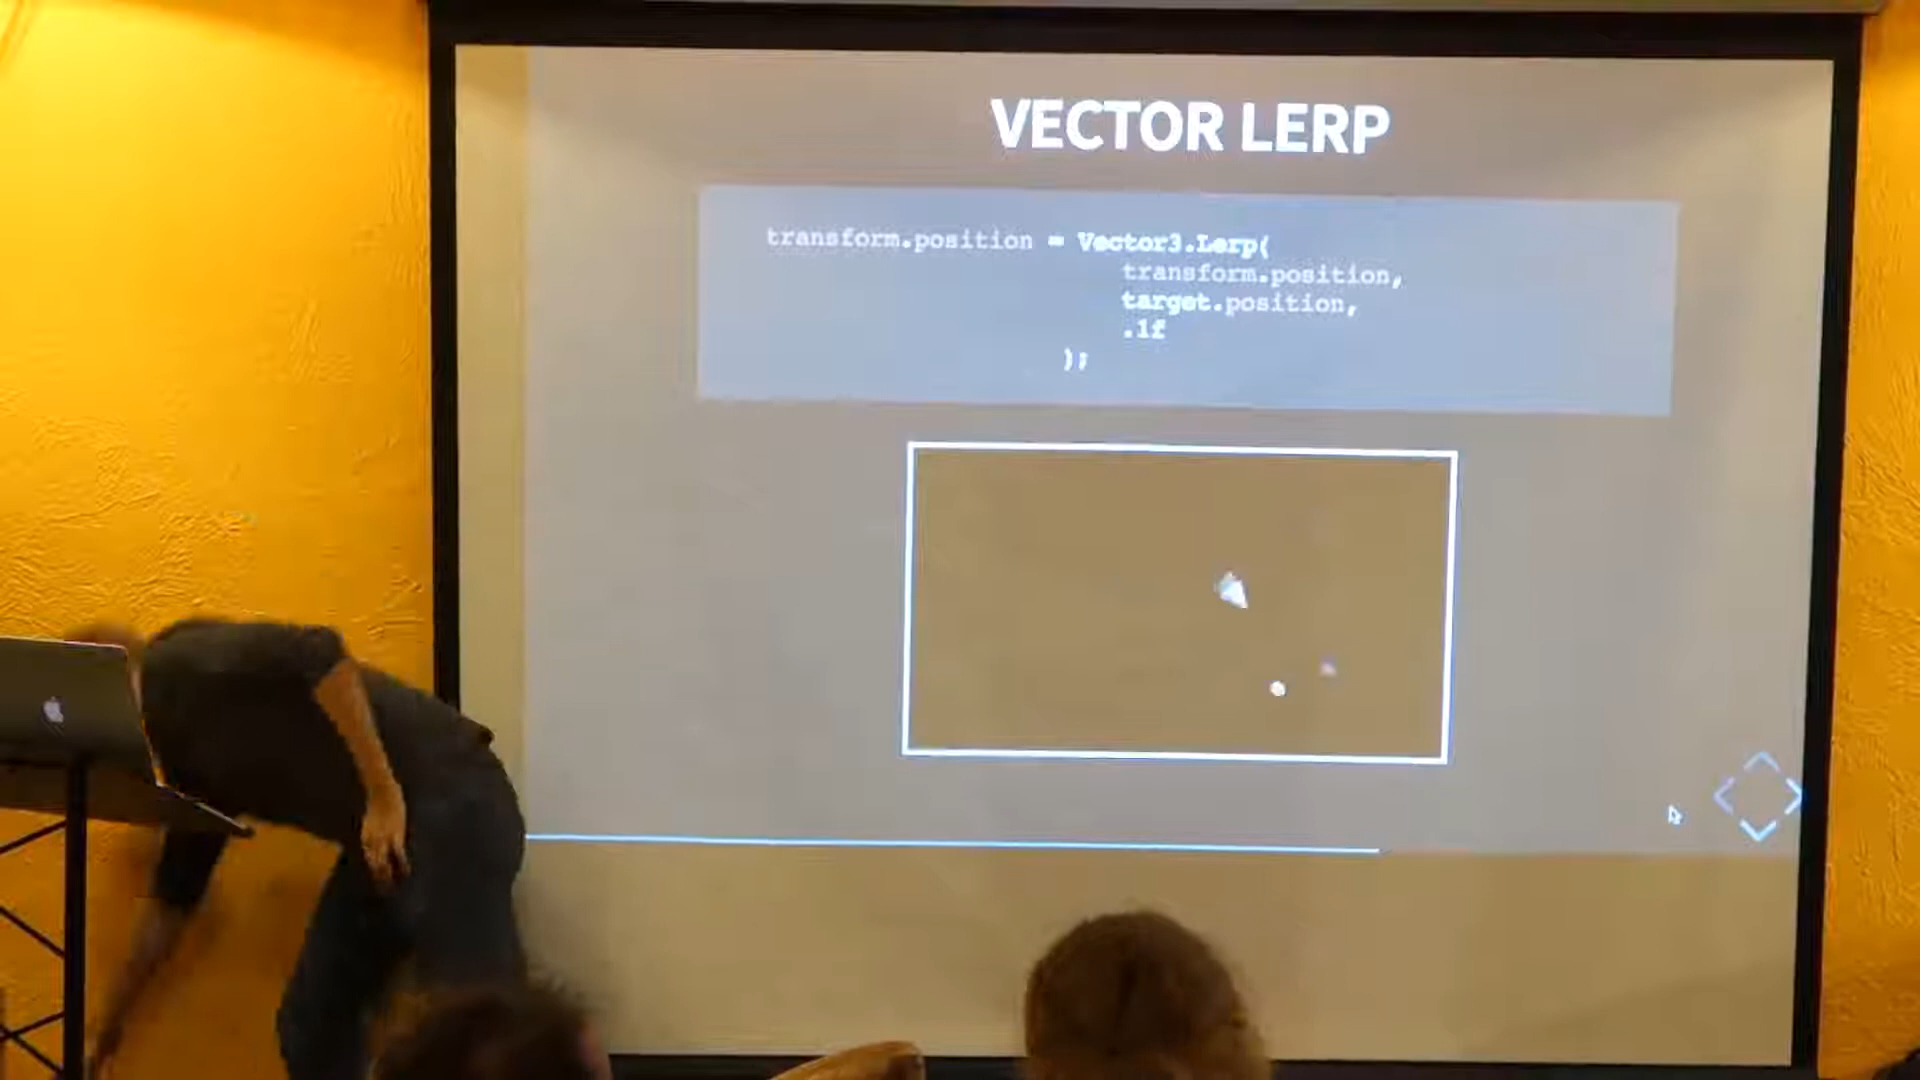 VECTOR LERP
transform.position = Vector3.Lerp(
transform.position,
target.position,
.1f
);